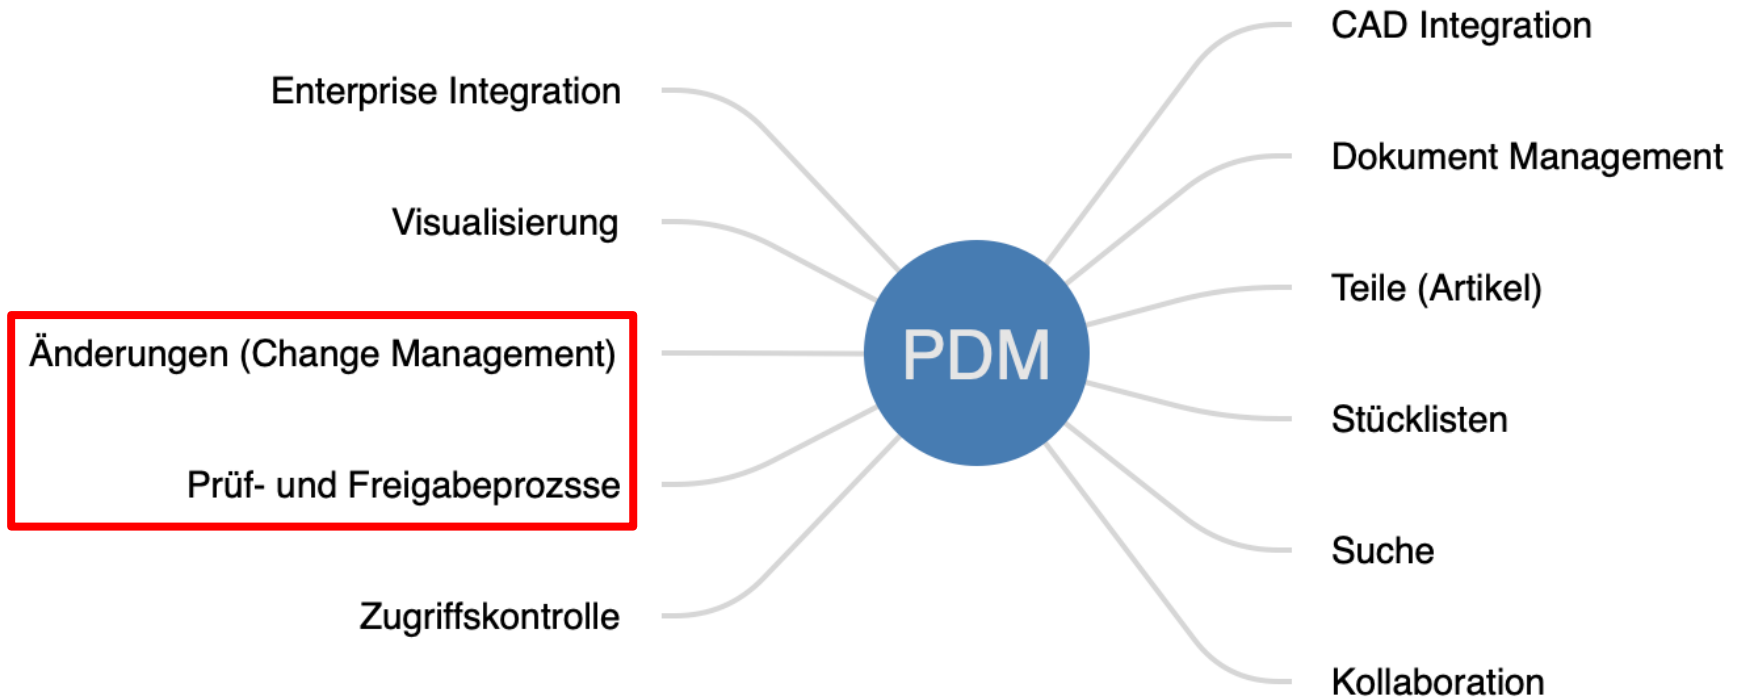 Enterprise Integration
Visualisierung
Änderungen (Change Management)
Prüf- und Freigabeprozsse
Zugriffskontrolle
PDM
CAD Integration
Dokument Management
Teile (Artikel)
Stücklisten
Suche
Kollaboration